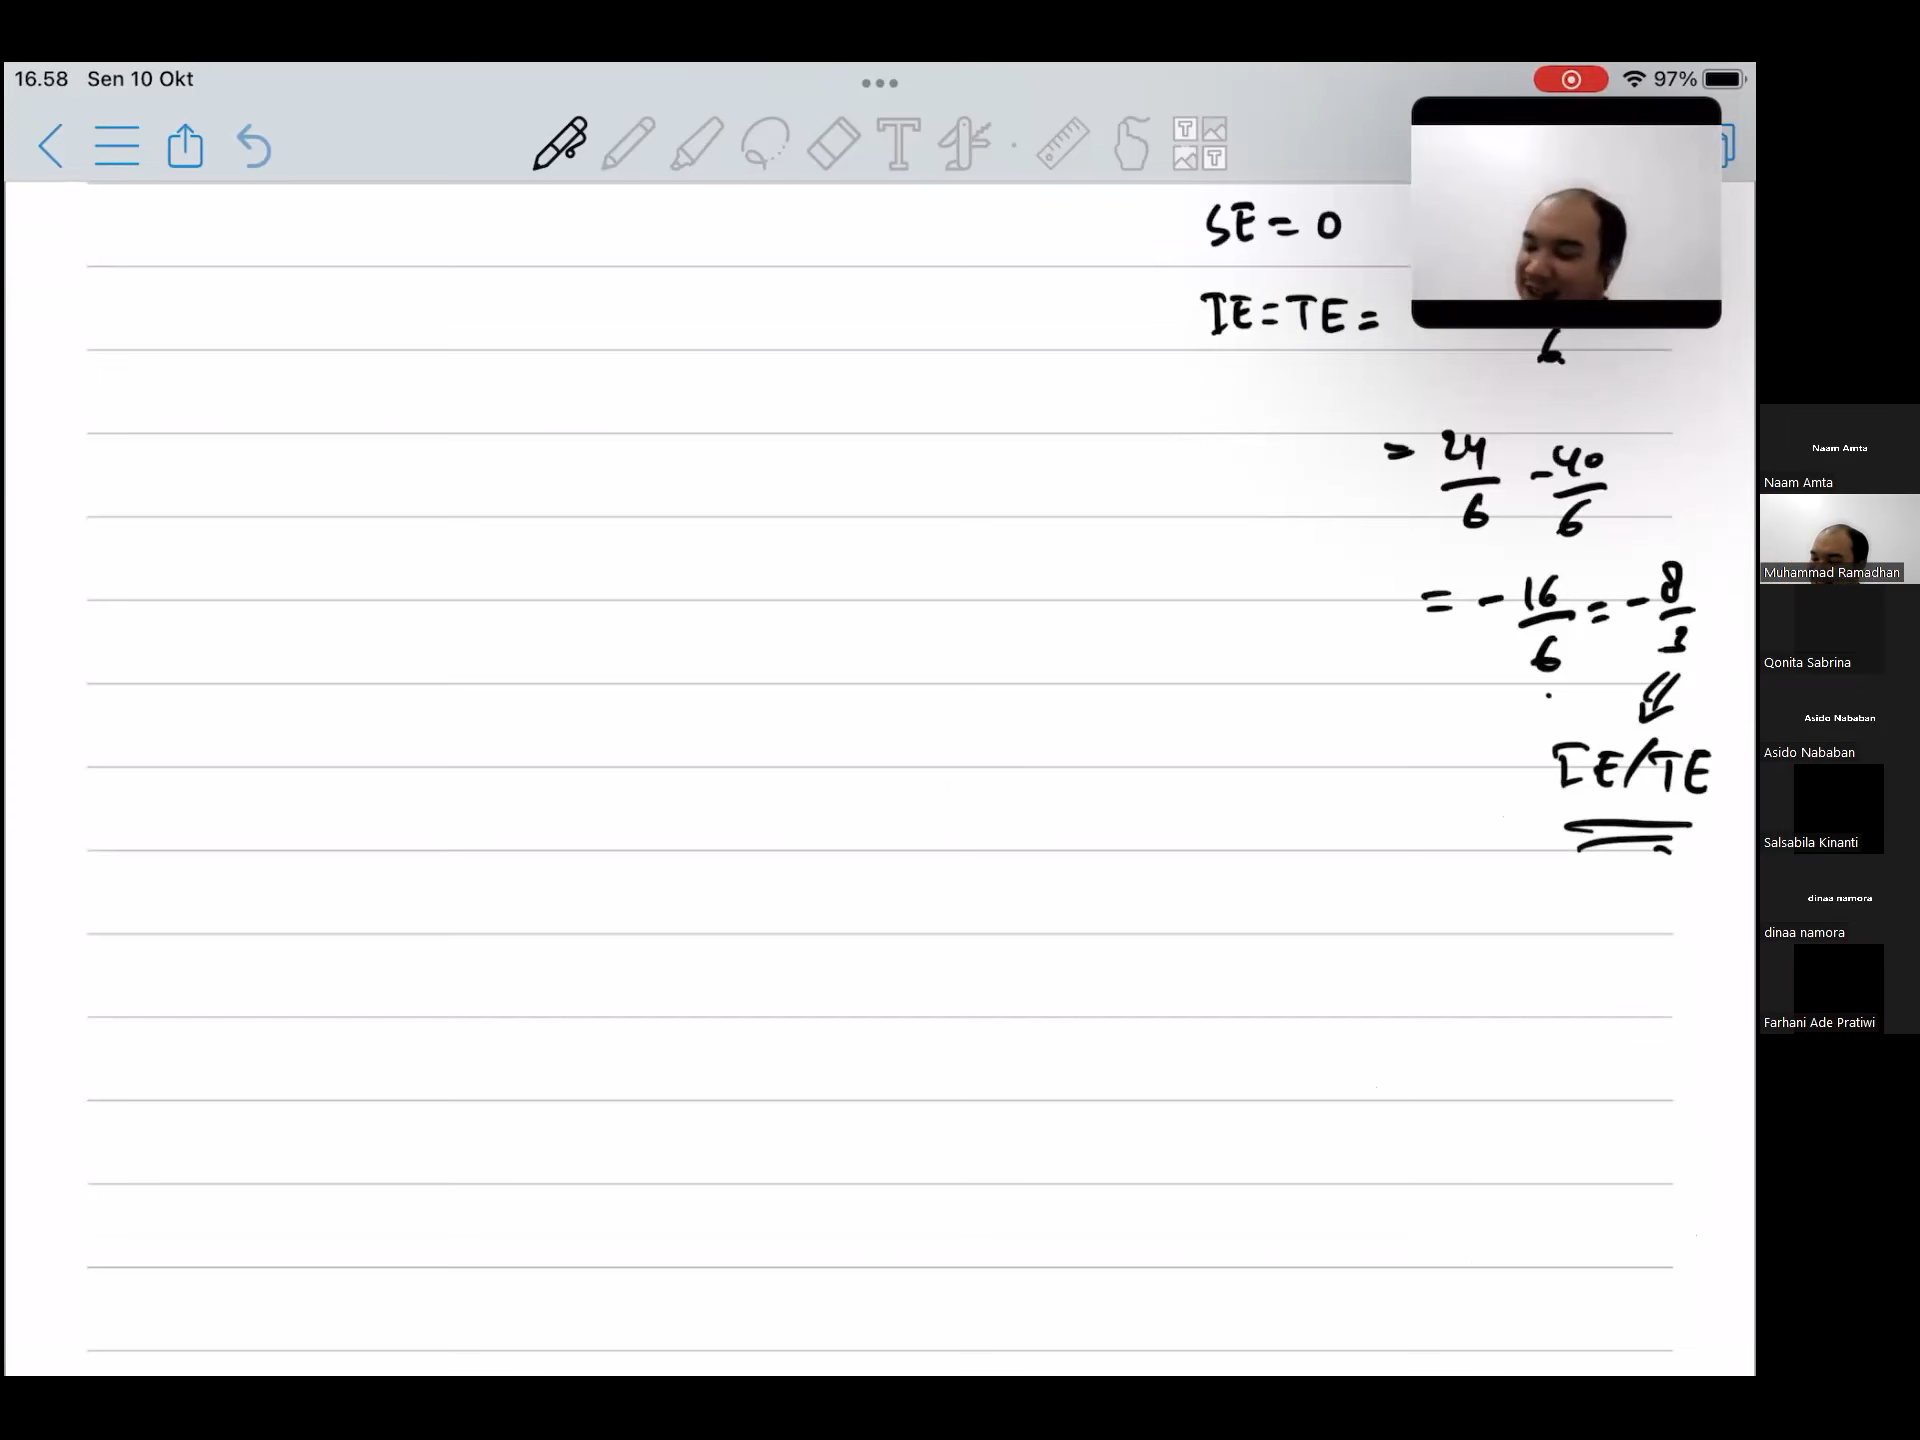 16.58 Sen 10 Okt
97%
SE = 0
IE = TE =
6
= 24/6 - 40/6
= - 16/6 = - 8/3
IE/TE
Naam Amta
Naam Amta
Muhammad Ramadhan
Qonita Sabrina
Asido Nababan
Asido Nababan
Salsabila Kinanti
dinaa namora
dinaa namora
Farhani Ade Pratiwi